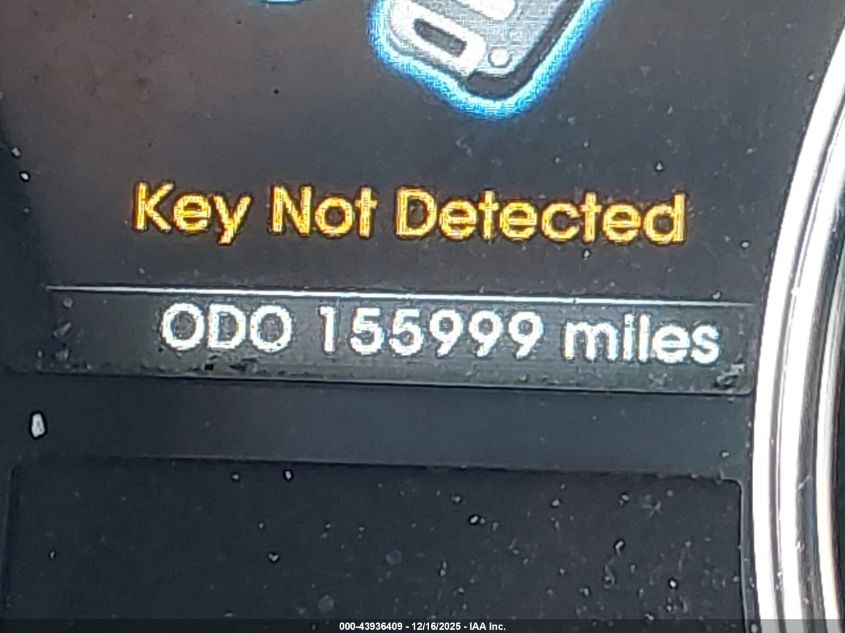 Key Not Detected
ODO 155999 miles
000-43936409 - 12/16/2025 - IAA Inc.